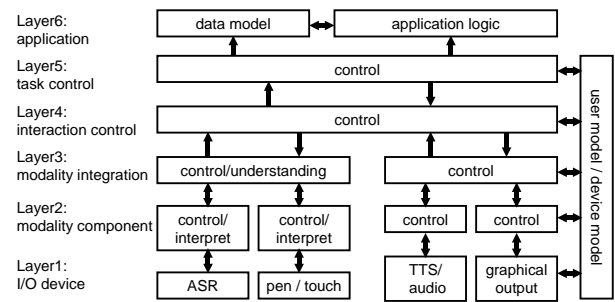 Layer6:
application
data model
application logic
Layer5:
task control
control
Layer4:
interaction control
control
Layer3:
modality integration
control/understanding
control
Layer2:
modality component
control/
interpret
control/
interpret
control
control
Layer1:
I/O device
ASR
pen / touch
TTS/
audio
graphical
output
user model / device model